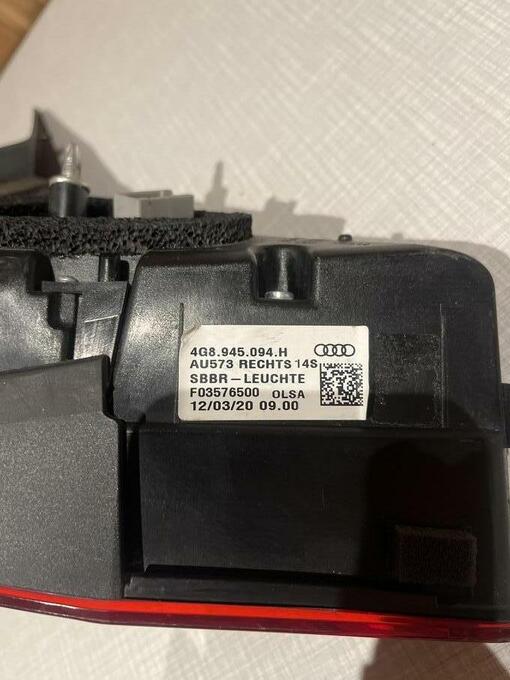 4G8.945.094.H
AU573 RECHTS 14S
SBBR-LEUCHTE
F03576500 OLSA
12/03/20 09.00